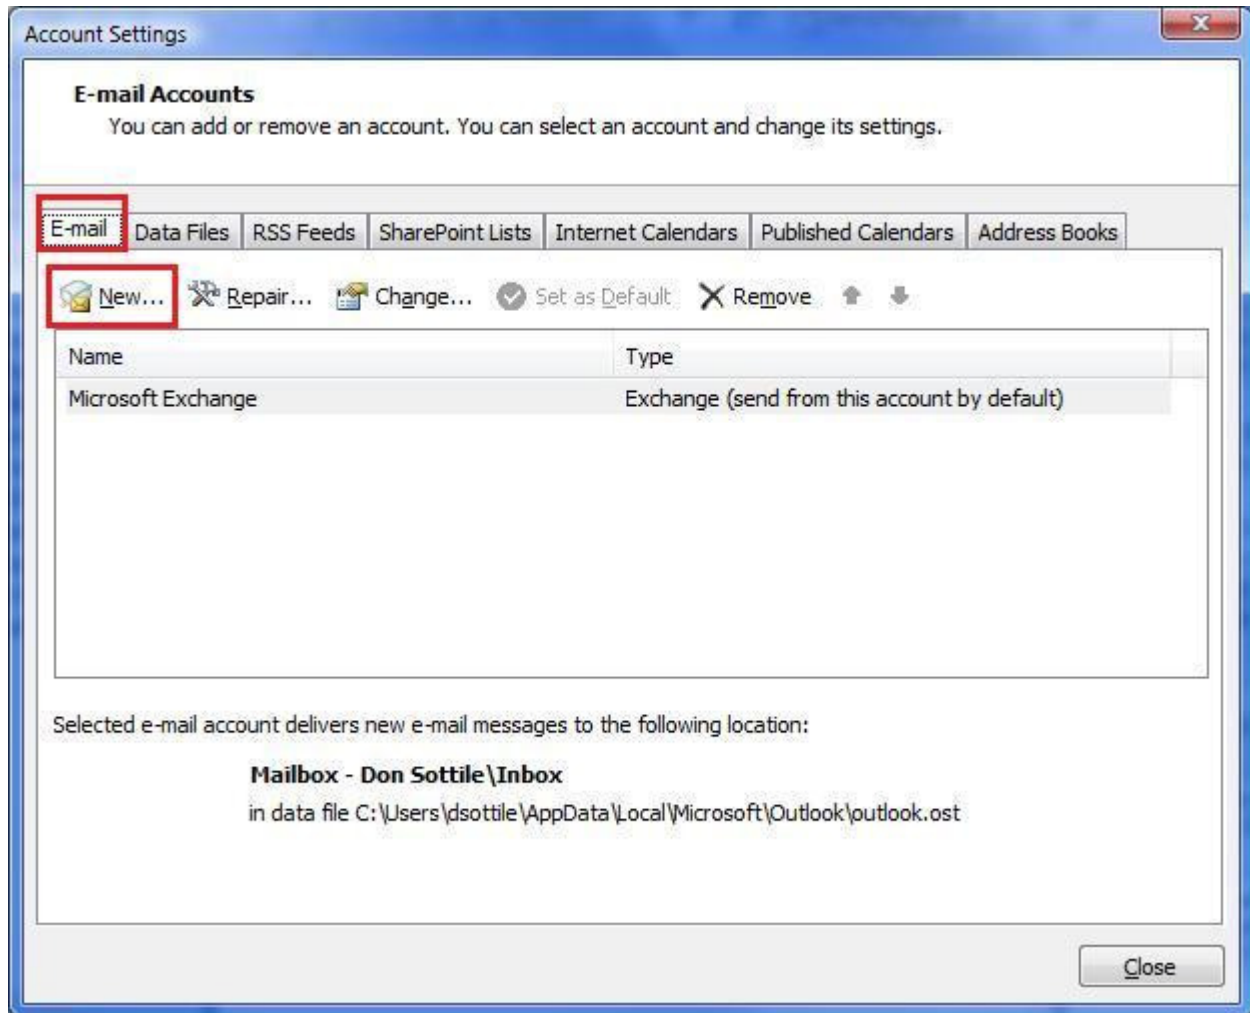 Account Settings
E-mail Accounts
You can add or remove an account. You can select an account and change its settings.
E-mail Data Files RSS Feeds SharePoint Lists Internet Calendars Published Calendars Address Books
New... Repair... Change... Set as Default Remove
Name Type
Microsoft Exchange Exchange (send from this account by default)
Selected e-mail account delivers new e-mail messages to the following location:
Mailbox - Don Sottile\Inbox
in data file C:\Users\dsottile\AppData\Local\Microsoft\Outlook\outlook.ost
Close